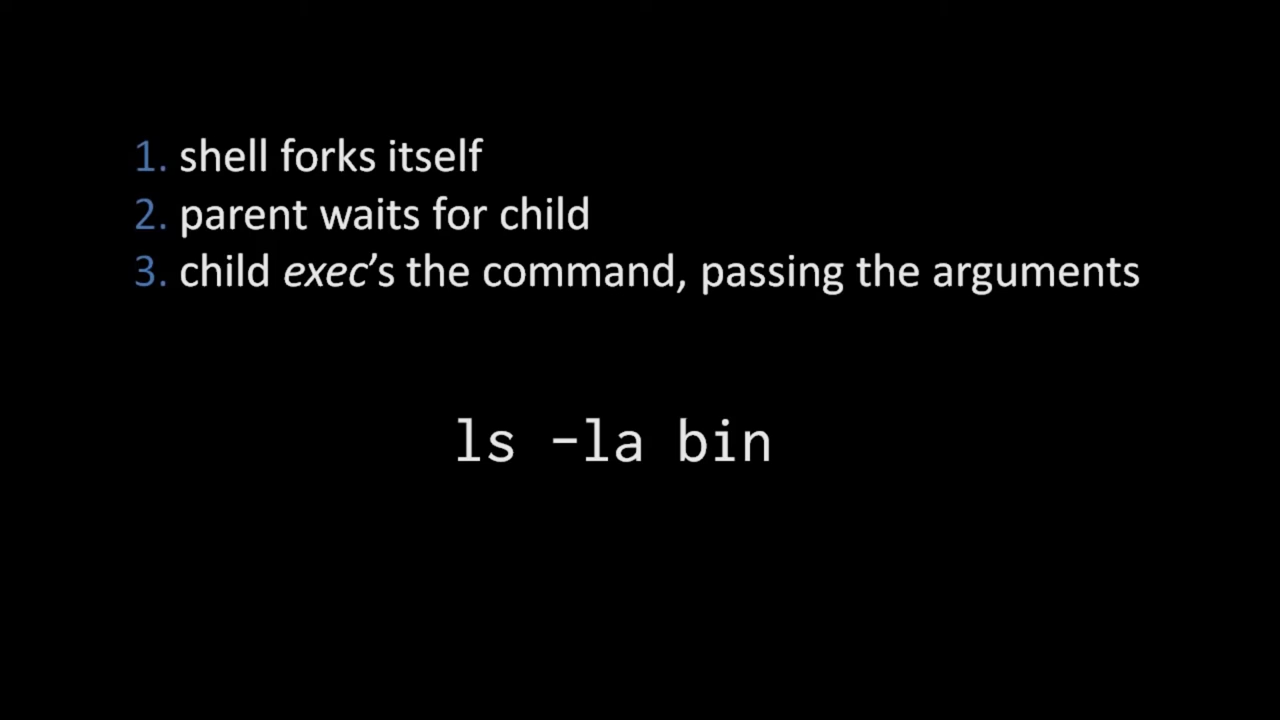 1. shell forks itself
2. parent waits for child
3. child exec’s the command, passing the arguments
ls -la bin